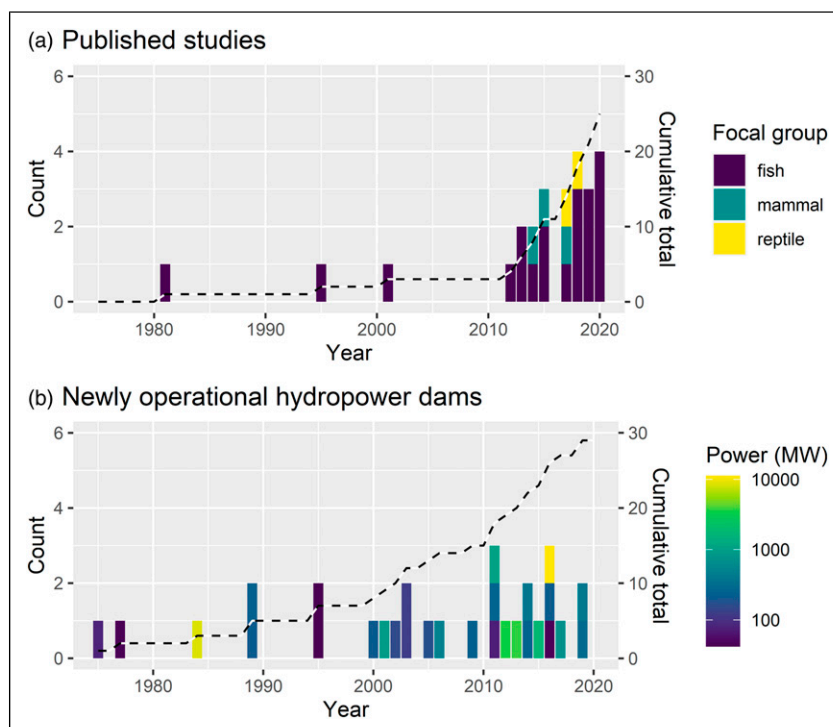 (a) Published studies
6
4
2
0
Count
30
20
10
0
Cumulative total
1980 1990 2000 2010 2020
Year
Focal group
fish
mammal
reptile
(b) Newly operational hydropower dams
6
4
2
0
Count
30
20
10
0
Cumulative total
1980 1990 2000 2010 2020
Year
Power (MW)
10000
1000
100